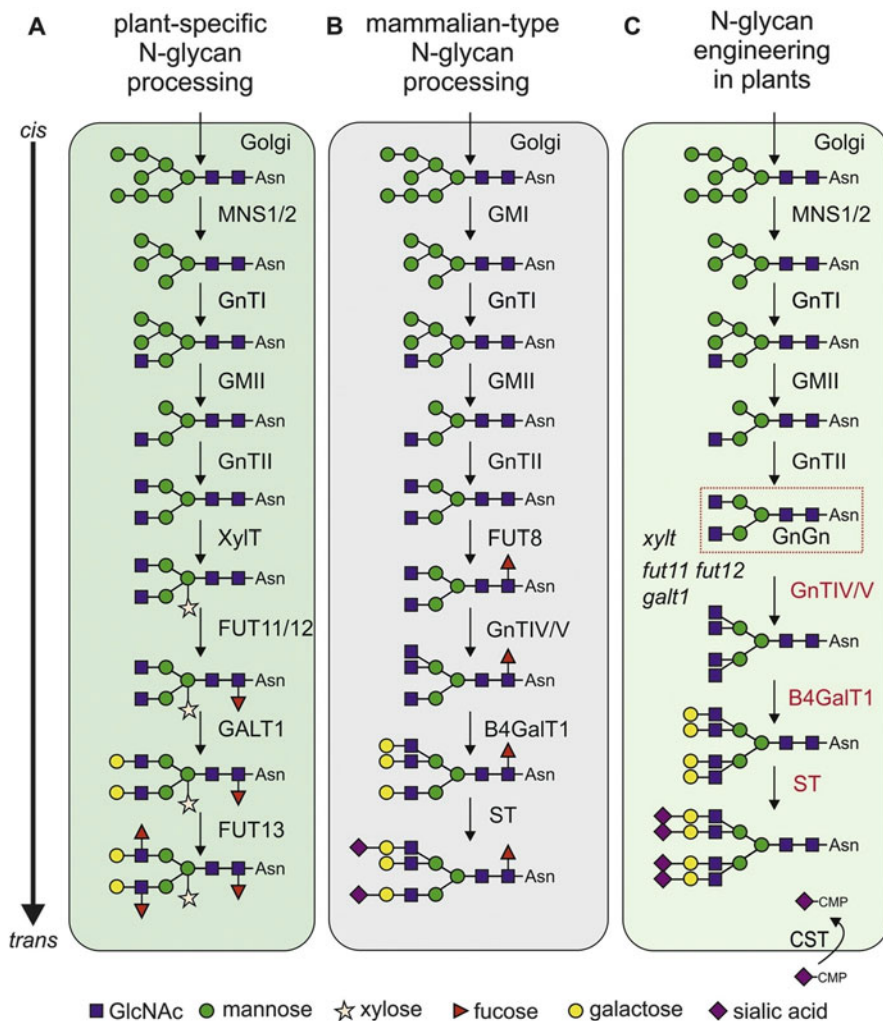 A
plant-specific
N-glycan
processing
B
mammalian-type
N-glycan
processing
C
N-glycan
engineering
in plants
cis
trans
Golgi
Asn
MNS1/2
Asn
GnTI
Asn
GMII
Asn
GnTII
Asn
XylT
Asn
FUT11/12
Asn
GALT1
Asn
FUT13
Asn
Golgi
Asn
GMI
Asn
GnTI
Asn
GMII
Asn
GnTII
Asn
FUT8
Asn
GnTIV/V
Asn
B4GalT1
Asn
ST
Asn
Golgi
Asn
MNS1/2
Asn
GnTI
Asn
GMII
Asn
GnTII
Asn
GnGn
xylt
fut11 fut12
galt1
GnTIV/V
Asn
B4GalT1
Asn
ST
Asn
CMP
CST
CMP
GlcNAc mannose xylose fucose galactose sialic acid